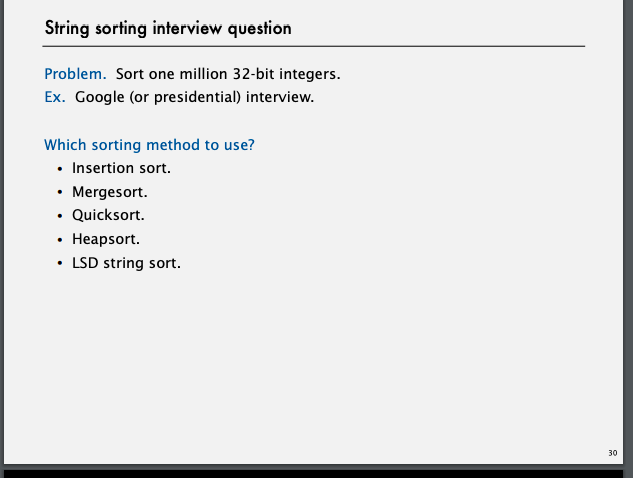 String sorting interview question
Problem. Sort one million 32-bit integers.
Ex. Google (or presidential) interview.
Which sorting method to use?
• Insertion sort.
• Mergesort.
• Quicksort.
• Heapsort.
• LSD string sort.
30